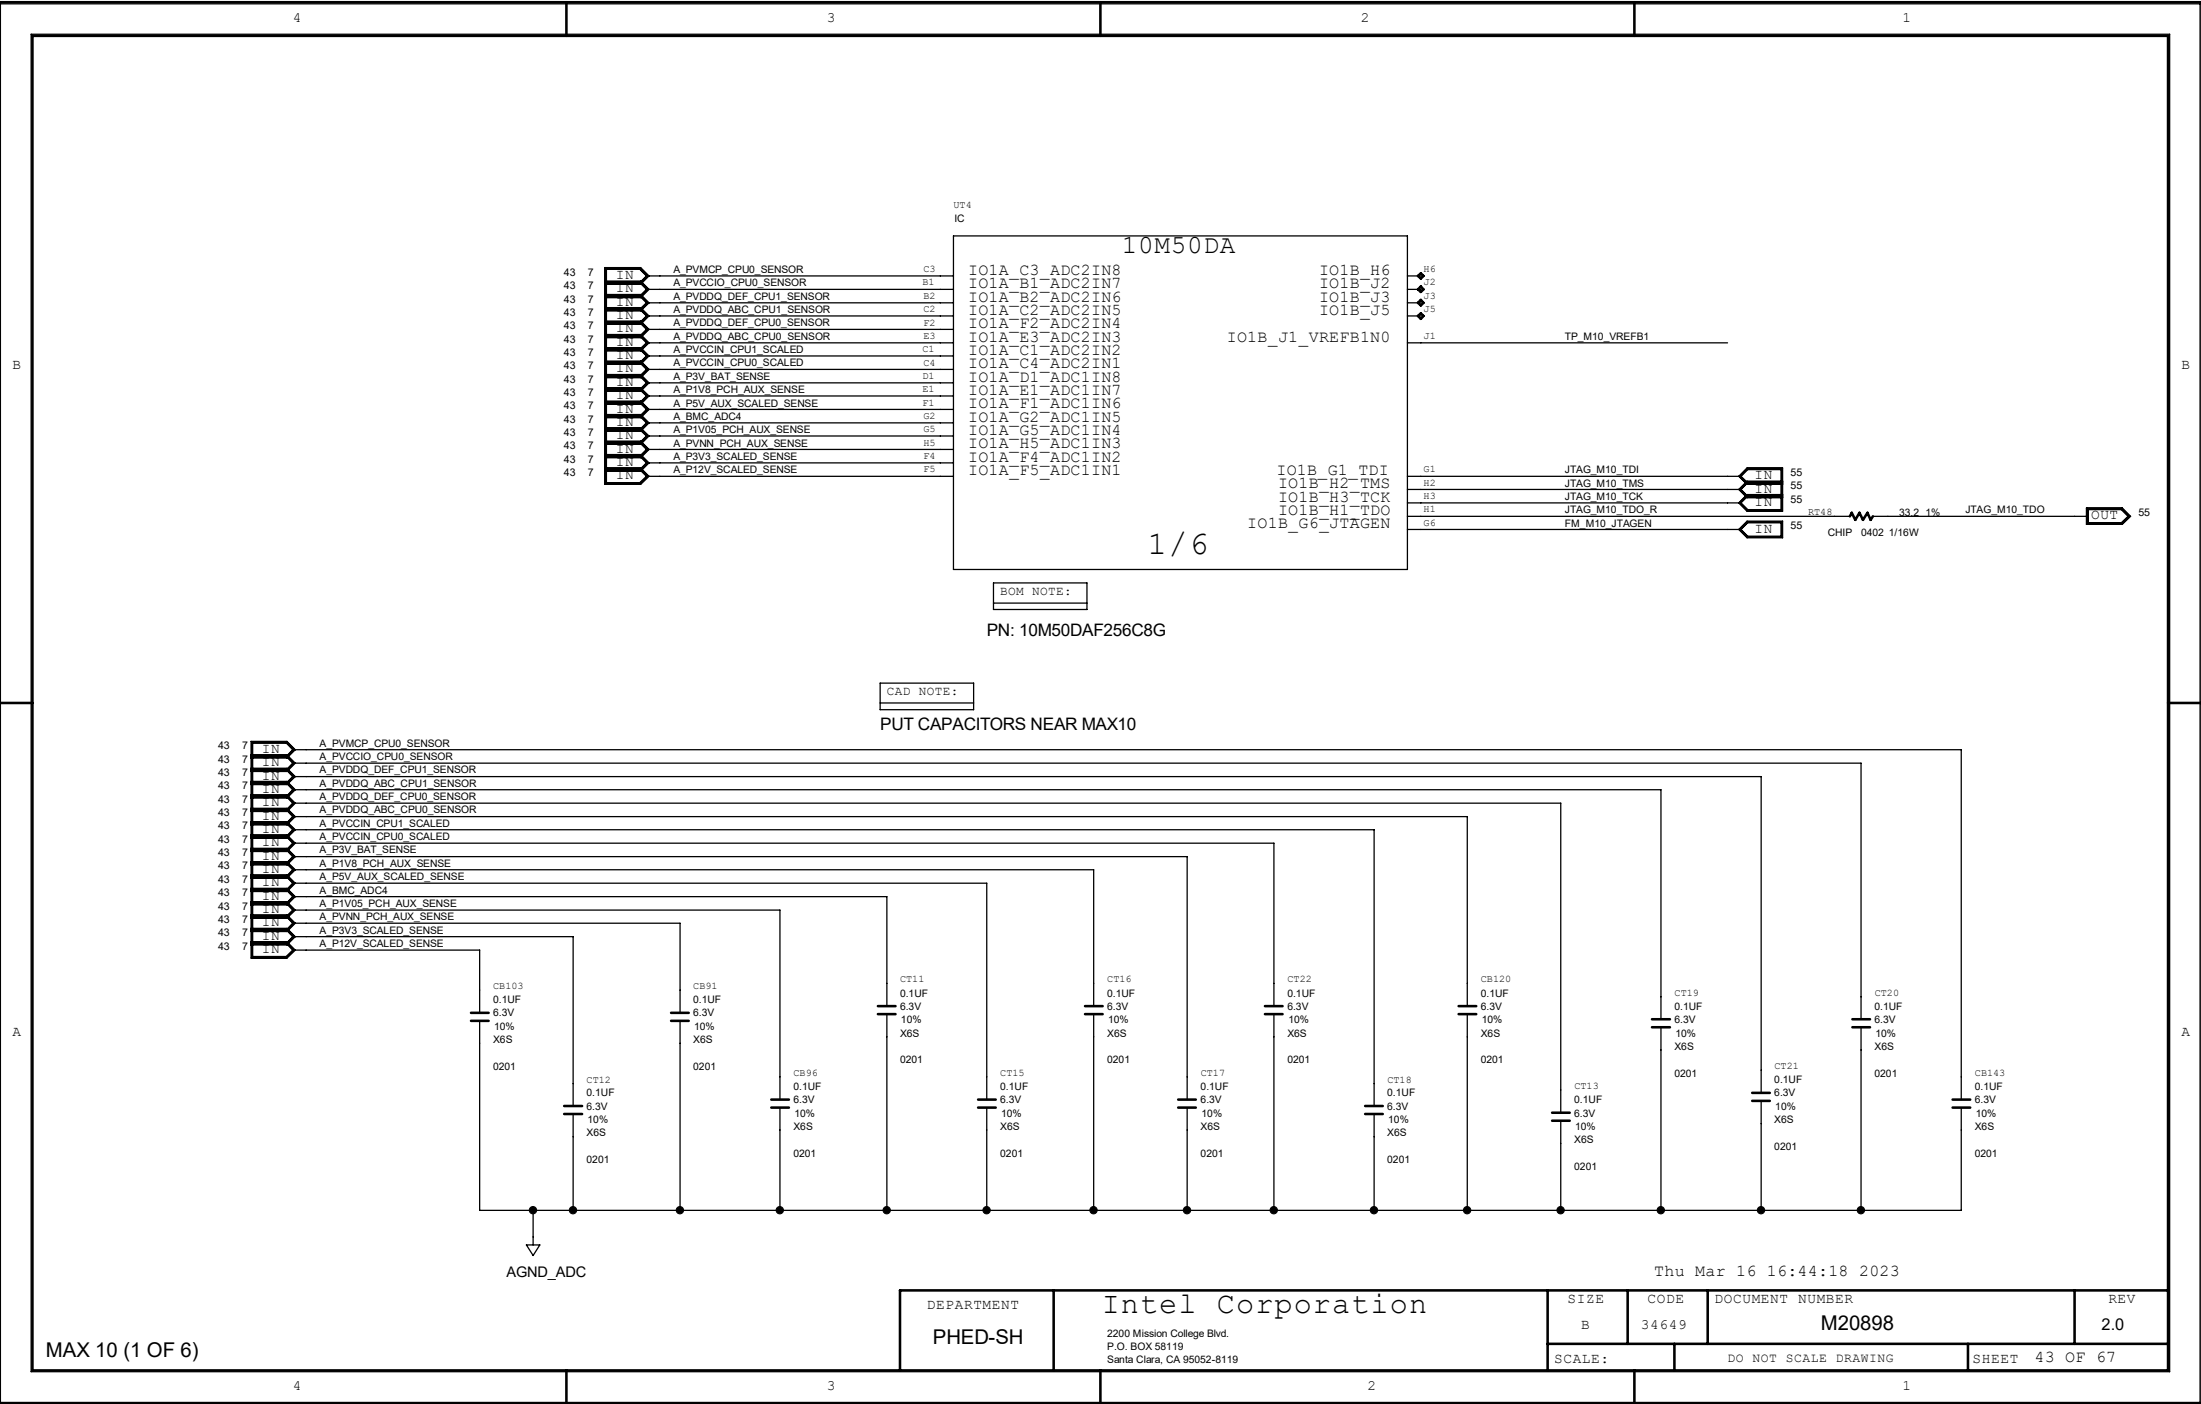 4 3 2 1
UT4
IC
10M50DA
43 7 IN A_PVMCP_CPU0_SENSOR C3 IO1A_C3_ADC2IN8 IO1B_H6 H6
43 7 IN A_PVCCIO_CPU0_SENSOR B1 IO1A_B1_ADC2IN7 IO1B_J2 J2
43 7 IN A_PVDDQ_DEF_CPU1_SENSOR B2 IO1A_B2_ADC2IN6 IO1B_J3 J3
43 7 IN A_PVDDQ_ABC_CPU1_SENSOR C2 IO1A_C2_ADC2IN5 IO1B_J5 J5
43 7 IN A_PVDDQ_DEF_CPU0_SENSOR F2 IO1A_F2_ADC2IN4
43 7 IN A_PVDDQ_ABC_CPU0_SENSOR E3 IO1A_E3_ADC2IN3 IO1B_J1_VREFB1N0 J1 TP_M10_VREFB1
43 7 IN A_PVCCIN_CPU1_SCALED C1 IO1A_C1_ADC2IN2
43 7 IN A_PVCCIN_CPU0_SCALED C4 IO1A_C4_ADC2IN1
43 7 IN A_P3V_BAT_SENSE D1 IO1A_D1_ADC1IN8
43 7 IN A_P1V8_PCH_AUX_SENSE E1 IO1A_E1_ADC1IN7
43 7 IN A_P5V_AUX_SCALED_SENSE F1 IO1A_F1_ADC1IN6
43 7 IN A_BMC_ADC4 G2 IO1A_G2_ADC1IN5
43 7 IN A_P1V05_PCH_AUX_SENSE G5 IO1A_G5_ADC1IN4
43 7 IN A_PVNN_PCH_AUX_SENSE H5 IO1A_H5_ADC1IN3
43 7 IN A_P3V3_SCALED_SENSE F4 IO1A_F4_ADC1IN2
43 7 IN A_P12V_SCALED_SENSE F5 IO1A_F5_ADC1IN1
IO1B_G1_TDI G1 JTAG_M10_TDI IN 55
IO1B_H2_TMS H2 JTAG_M10_TMS IN 55
IO1B_H3_TCK H3 JTAG_M10_TCK IN 55
IO1B_H1_TDO H1 JTAG_M10_TDO_R RT48 33.2 1% JTAG_M10_TDO OUT 55
IO1B_G6_JTAGEN G6 FM_M10_JTAGEN IN 55
CHIP 0402 1/16W
1/6
B B
BOM NOTE:
PN: 10M50DAF256C8G
CAD NOTE:
PUT CAPACITORS NEAR MAX10
43 7 IN A_PVMCP_CPU0_SENSOR
43 7 IN A_PVCCIO_CPU0_SENSOR
43 7 IN A_PVDDQ_DEF_CPU1_SENSOR
43 7 IN A_PVDDQ_ABC_CPU1_SENSOR
43 7 IN A_PVDDQ_DEF_CPU0_SENSOR
43 7 IN A_PVDDQ_ABC_CPU0_SENSOR
43 7 IN A_PVCCIN_CPU1_SCALED
43 7 IN A_PVCCIN_CPU0_SCALED
43 7 IN A_P3V_BAT_SENSE
43 7 IN A_P1V8_PCH_AUX_SENSE
43 7 IN A_P5V_AUX_SCALED_SENSE
43 7 IN A_BMC_ADC4
43 7 IN A_P1V05_PCH_AUX_SENSE
43 7 IN A_PVNN_PCH_AUX_SENSE
43 7 IN A_P3V3_SCALED_SENSE
43 7 IN A_P12V_SCALED_SENSE
A A
CB103
0.1UF
6.3V
10%
X6S
0201
CT12
0.1UF
6.3V
10%
X6S
0201
CB91
0.1UF
6.3V
10%
X6S
0201
CB96
0.1UF
6.3V
10%
X6S
0201
CT11
0.1UF
6.3V
10%
X6S
0201
CT15
0.1UF
6.3V
10%
X6S
0201
CT16
0.1UF
6.3V
10%
X6S
0201
CT17
0.1UF
6.3V
10%
X6S
0201
CT22
0.1UF
6.3V
10%
X6S
0201
CT18
0.1UF
6.3V
10%
X6S
0201
CB120
0.1UF
6.3V
10%
X6S
0201
CT13
0.1UF
6.3V
10%
X6S
0201
CT19
0.1UF
6.3V
10%
X6S
0201
CT21
0.1UF
6.3V
10%
X6S
0201
CT20
0.1UF
6.3V
10%
X6S
0201
CB143
0.1UF
6.3V
10%
X6S
0201
AGND_ADC
Thu Mar 16 16:44:18 2023
MAX 10 (1 OF 6)
DEPARTMENT
PHED-SH
Intel Corporation
2200 Mission College Blvd.
P.O. BOX 58119
Santa Clara, CA 95052-8119
SIZE CODE DOCUMENT NUMBER REV
B 34649 M20898 2.0
SCALE: DO NOT SCALE DRAWING SHEET 43 OF 67
4 3 2 1